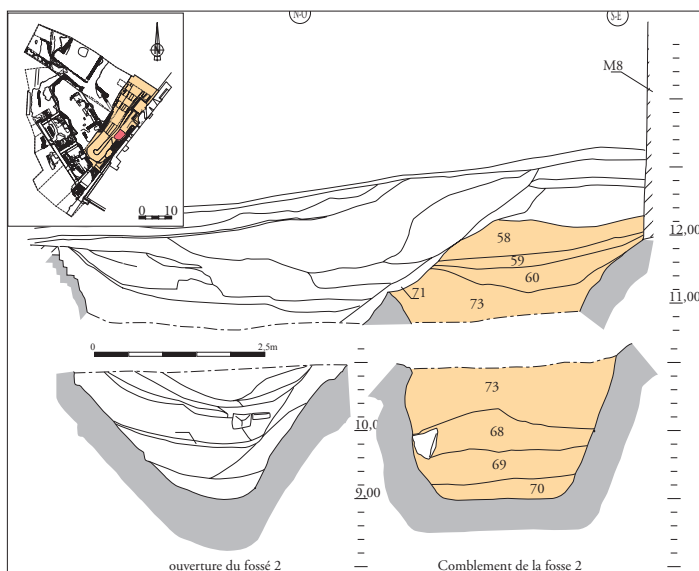 N-O
S-E
N
M8
0 10
12,00
58
59
60
71
73
11,00
0 2,5m
73
10,
68
69
70
9,00
ouverture du fossé 2
Comblement de la fosse 2